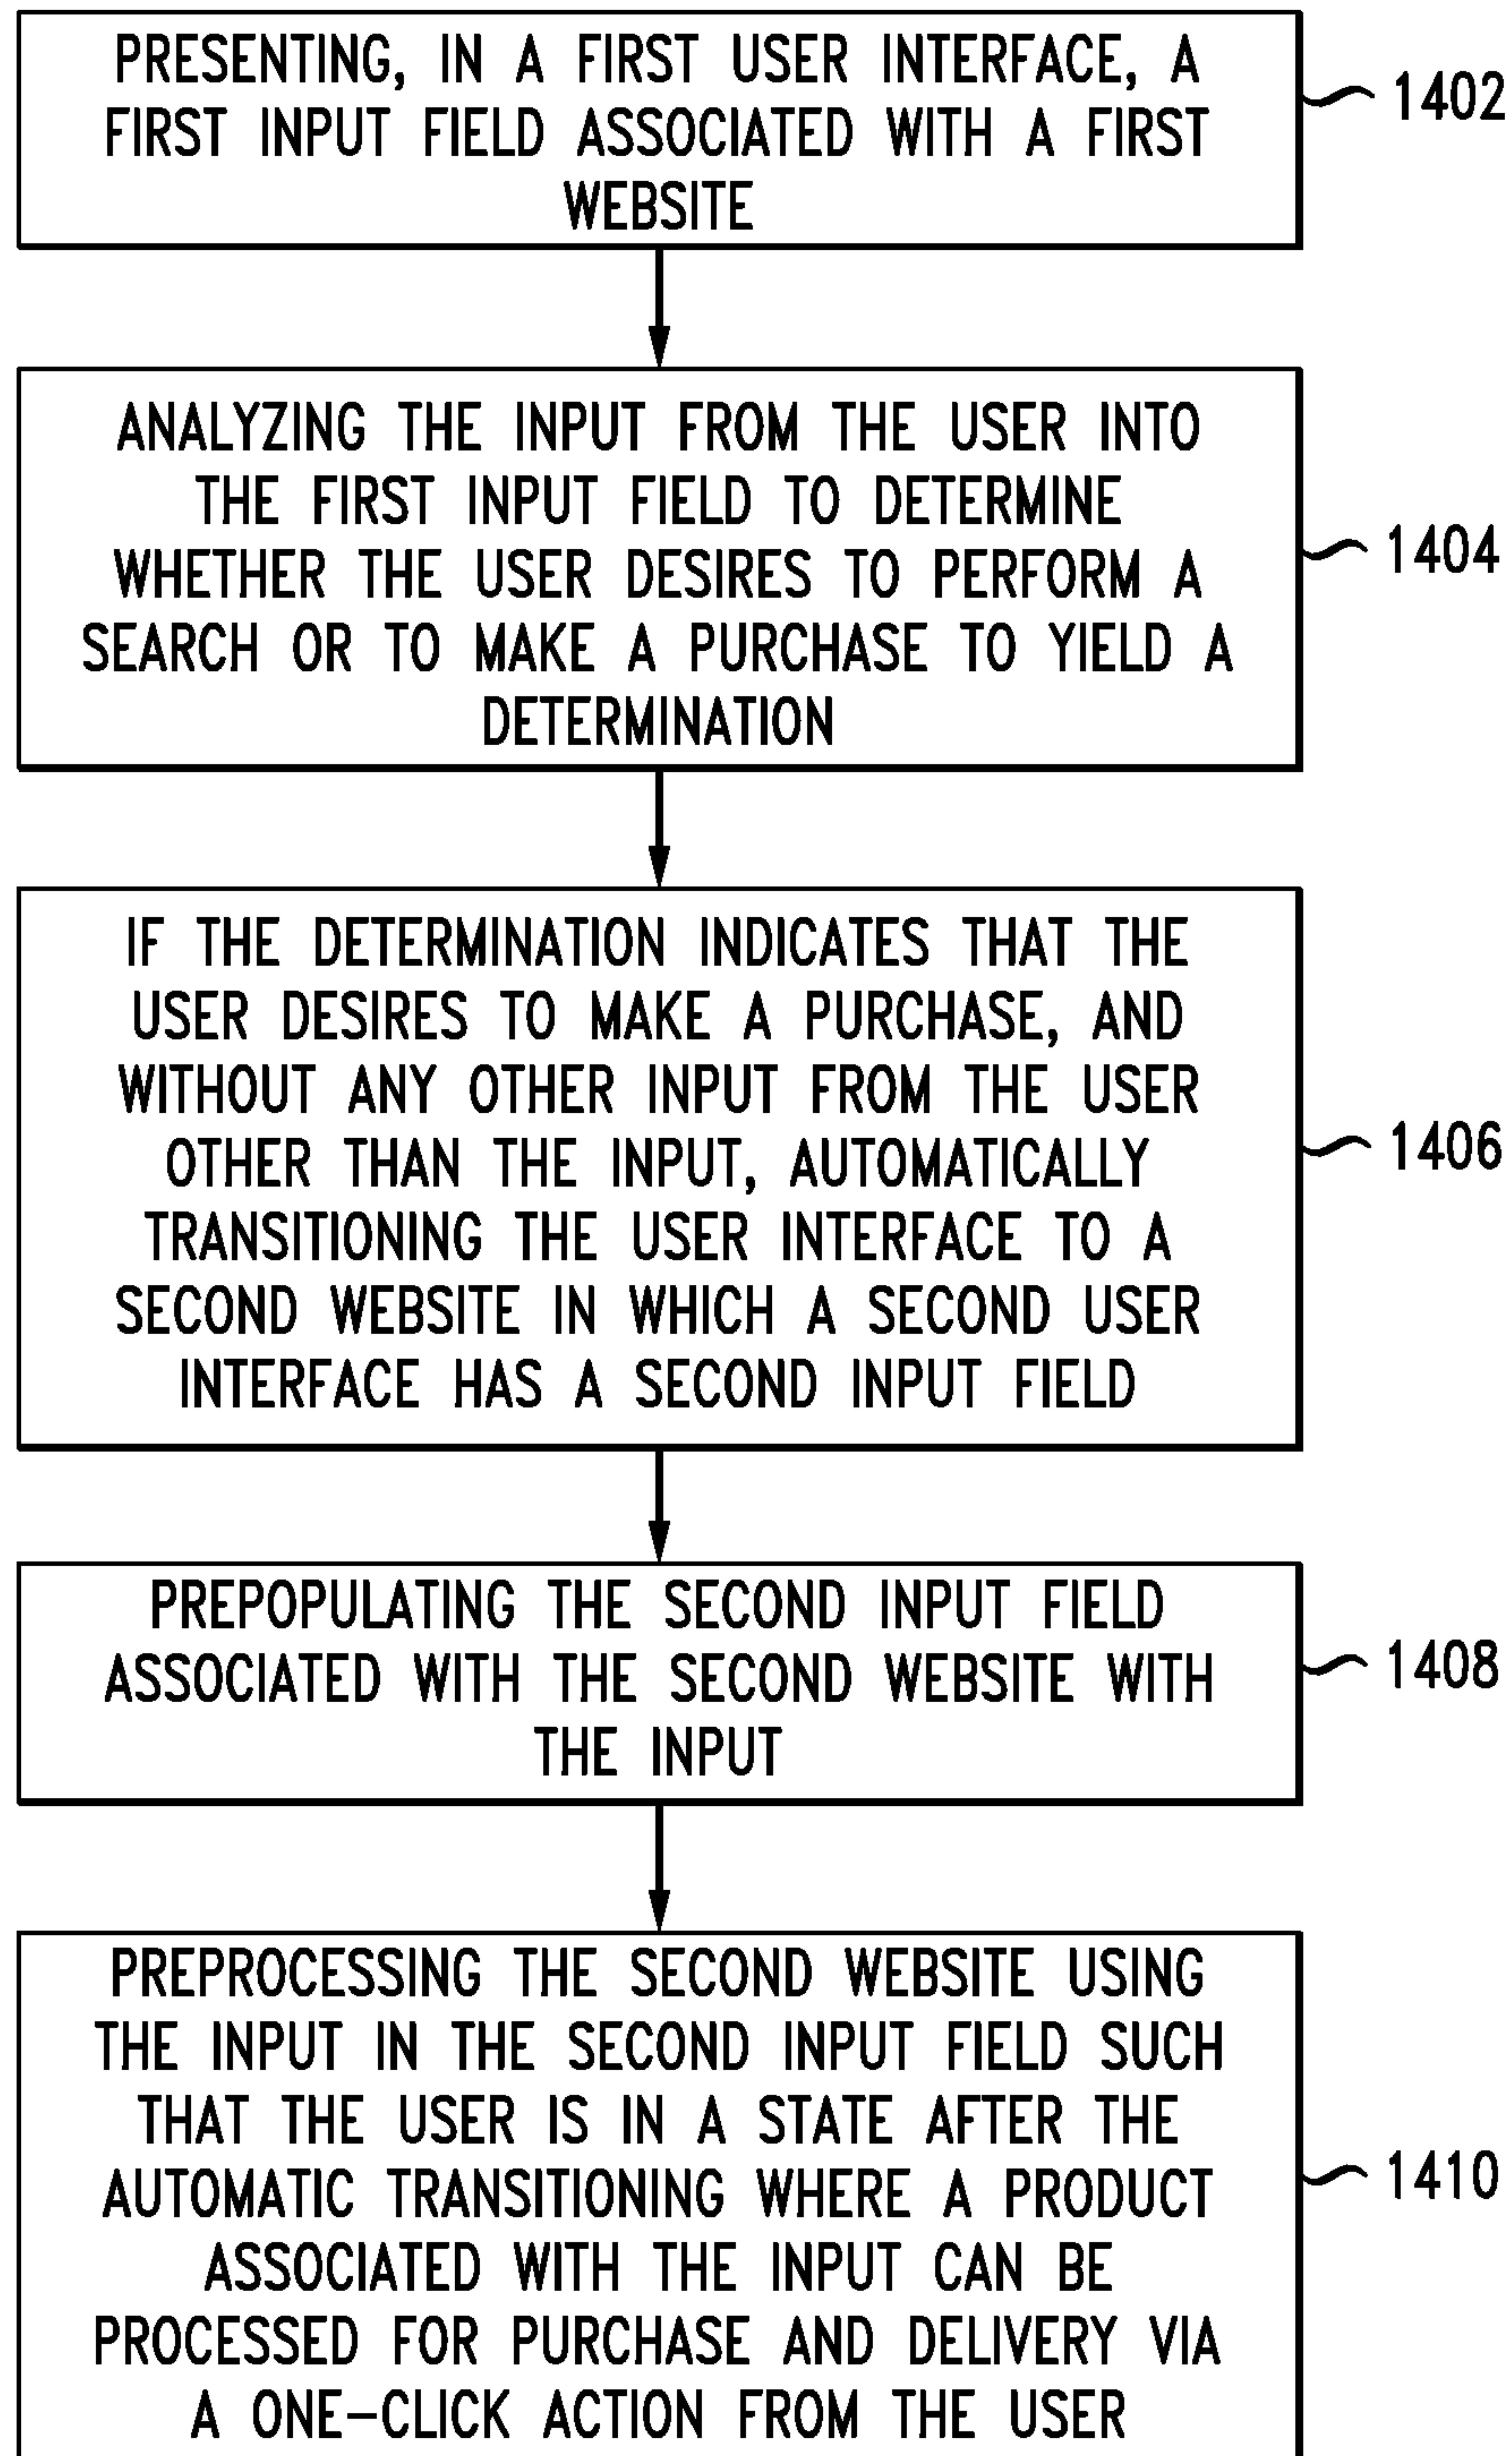 PRESENTING, IN A FIRST USER INTERFACE, A
FIRST INPUT FIELD ASSOCIATED WITH A FIRST
WEBSITE
1402
ANALYZING THE INPUT FROM THE USER INTO
THE FIRST INPUT FIELD TO DETERMINE
WHETHER THE USER DESIRES TO PERFORM A
SEARCH OR TO MAKE A PURCHASE TO YIELD A
DETERMINATION
1404
IF THE DETERMINATION INDICATES THAT THE
USER DESIRES TO MAKE A PURCHASE, AND
WITHOUT ANY OTHER INPUT FROM THE USER
OTHER THAN THE INPUT, AUTOMATICALLY
TRANSITIONING THE USER INTERFACE TO A
SECOND WEBSITE IN WHICH A SECOND USER
INTERFACE HAS A SECOND INPUT FIELD
1406
PREPOPULATING THE SECOND INPUT FIELD
ASSOCIATED WITH THE SECOND WEBSITE WITH
THE INPUT
1408
PREPROCESSING THE SECOND WEBSITE USING
THE INPUT IN THE SECOND INPUT FIELD SUCH
THAT THE USER IS IN A STATE AFTER THE
AUTOMATIC TRANSITIONING WHERE A PRODUCT
ASSOCIATED WITH THE INPUT CAN BE
PROCESSED FOR PURCHASE AND DELIVERY VIA
A ONE-CLICK ACTION FROM THE USER
1410